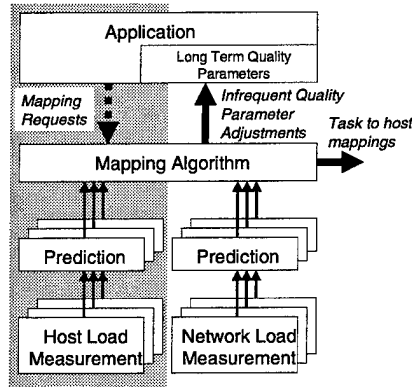 Application
Long Term Quality
Parameters
Mapping
Requests
Infrequent Quality
Parameter
Adjustments
Task to host
mappings
Mapping Algorithm
Prediction
Prediction
Host Load
Measurement
Network Load
Measurement